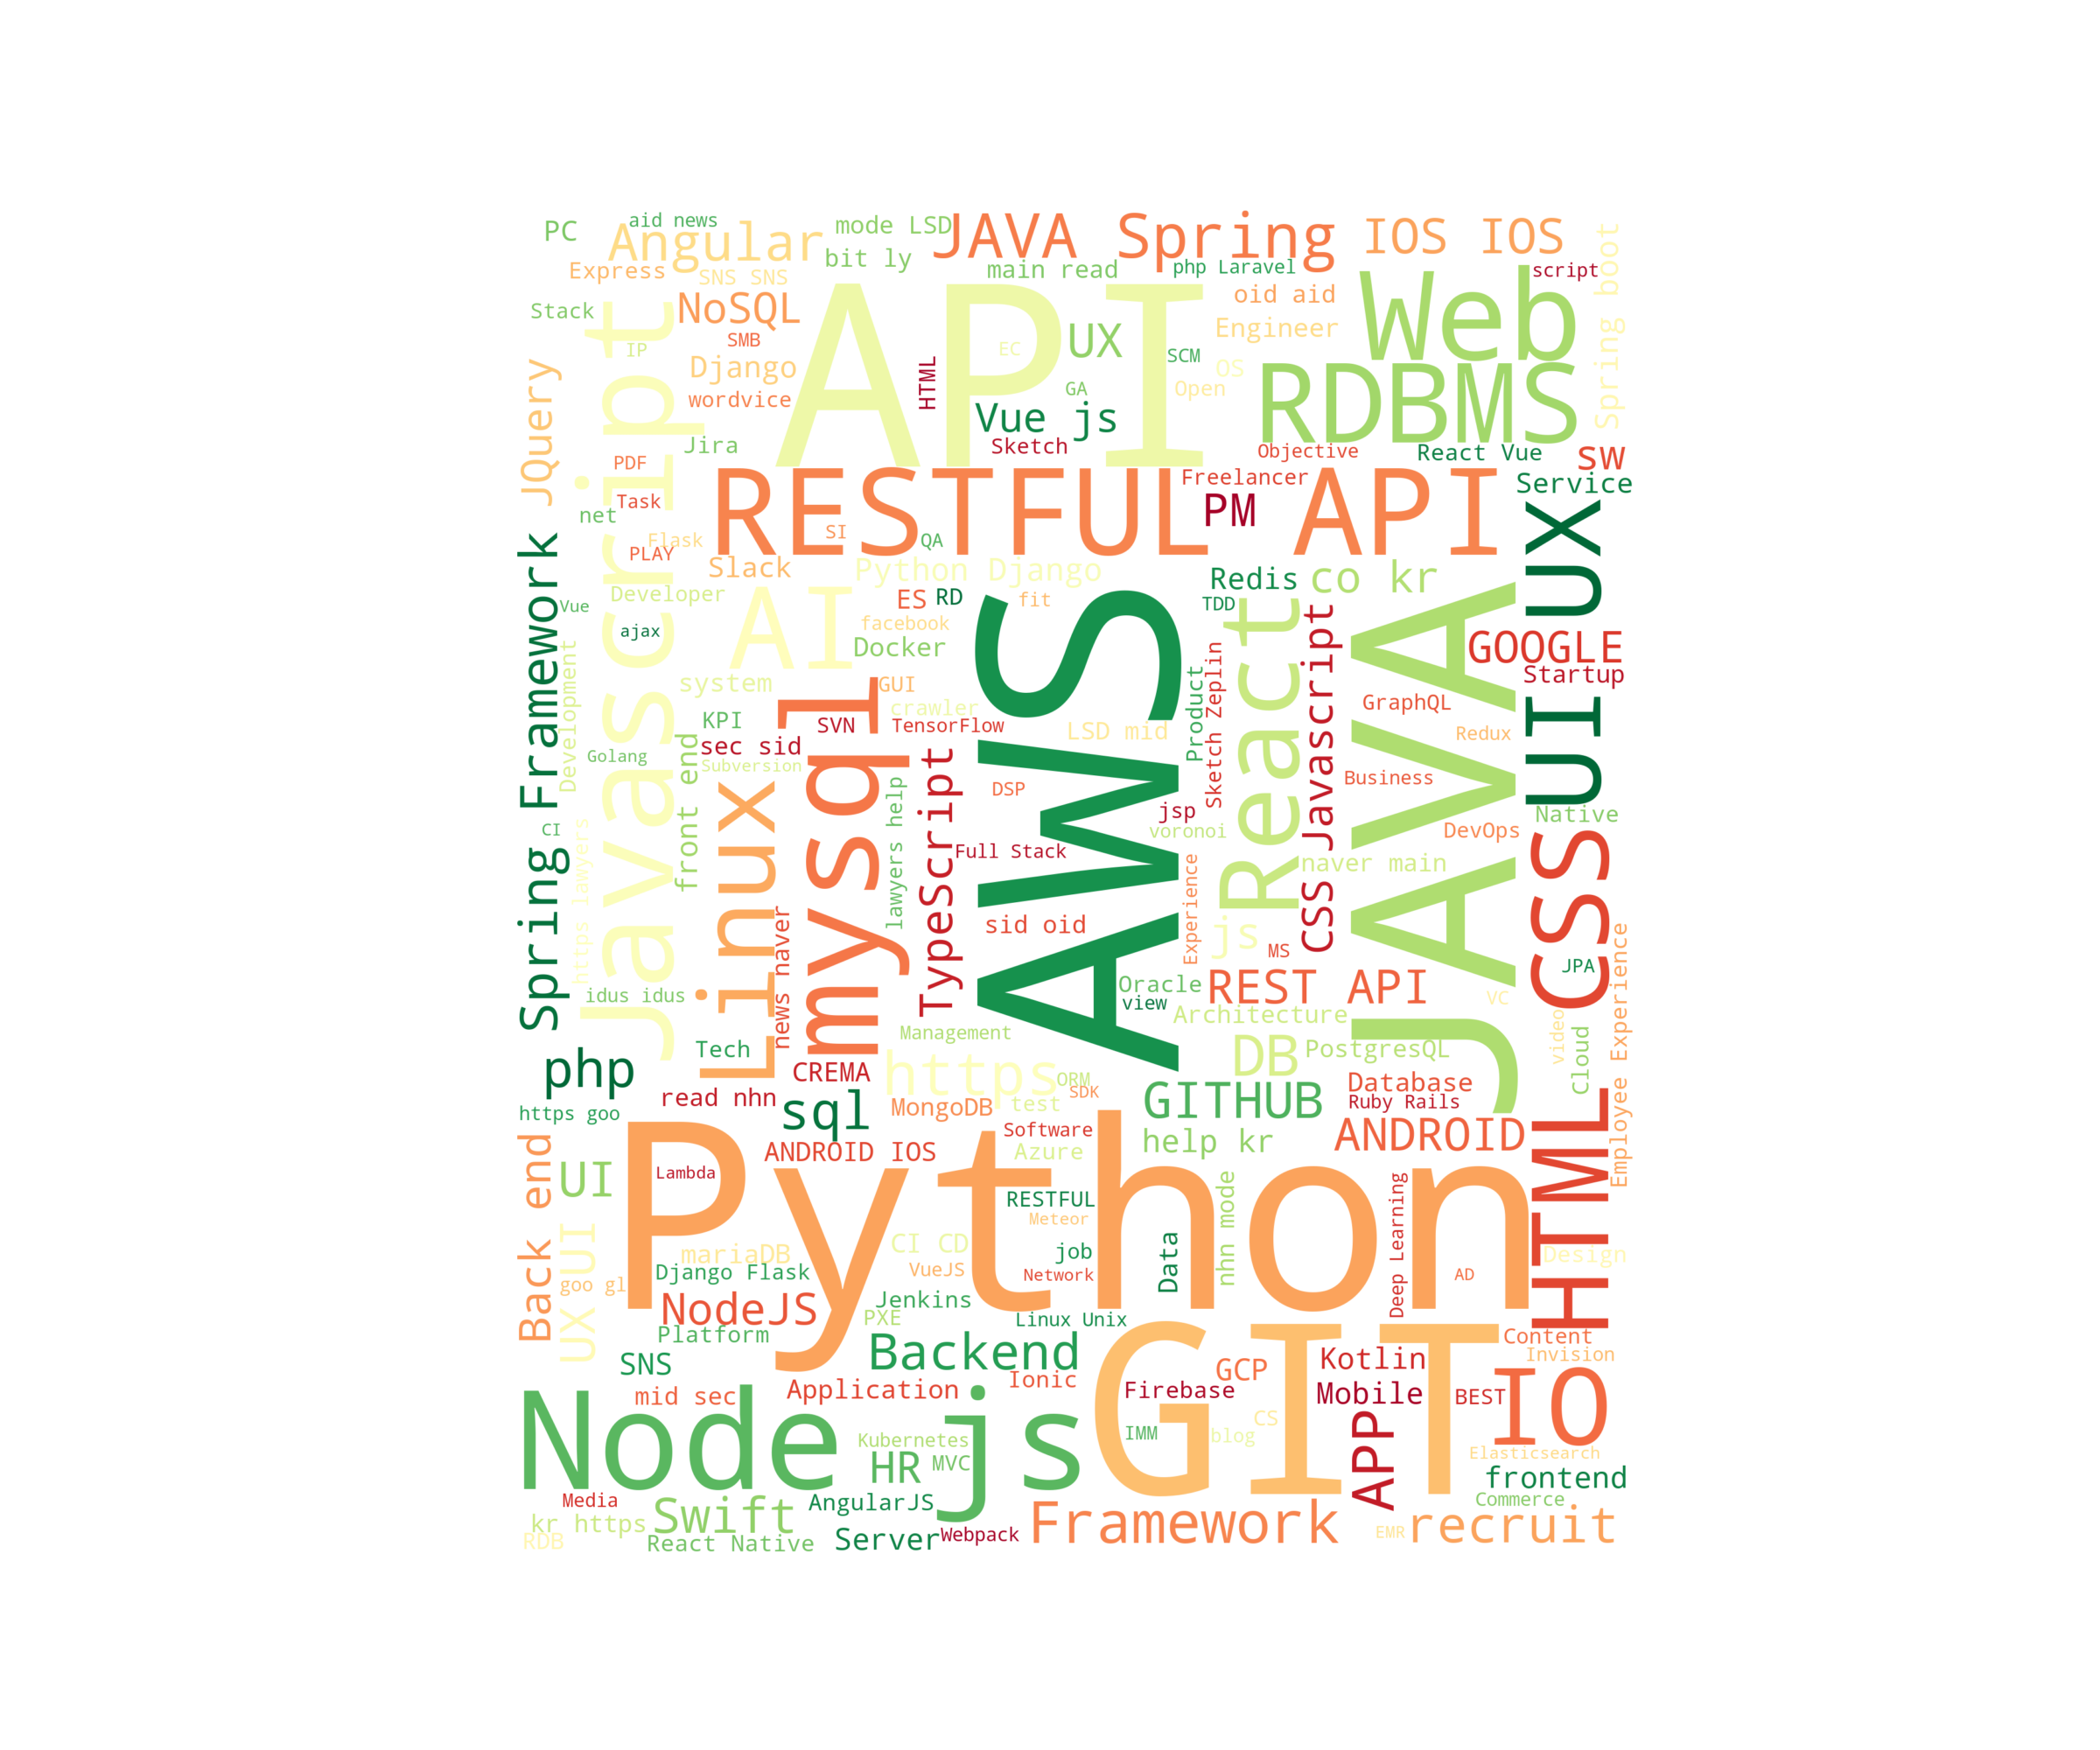 PC
aid news
Angular
mode LSD
JAVA Spring
IOS IOS
Express
SNS SNS
bit ly
main read
php Laravel
script
Spring boot
Stack
NoSQL
API
oid aid
Web
IP
SMB
UX
Engineer
EC
SCM
JQuery
Javascript
Django
HTML
OS
RDBMS
wordvice
GA
Open
Vue js
Jira
Sketch
Objective
React Vue
sw
PDF
RESTFUL API
Freelancer
Service
Task
PM
net
Flask
SI
QA
PLAY
Spring Framework
Slack
Python Django
Redis
co kr
UI UX
Developer
AI
ES
RD
fit
TDD
Vue
facebook
ajax
Docker
AWS
React
CSS Javascript
JAVA
GOOGLE
Development
system
GUI
Product
Sketch Zeplin
Startup
crawler
GraphQL
KPI
SVN
TensorFlow
LSD mid
Redux
sec sid
mysql
Golang
front end
Subversion
Business
Linux
lawyers help
TypeScript
DSP
jsp
Native
CI
voronoi
DevOps
CSS HTML
https lawyers
Full Stack
Experience
naver main
news naver
sid oid
js
MS
Employee Experience
JPA
idus idus
Oracle
REST API
view
VC
Architecture
Management
video
Cloud
Tech
DB
PostgresQL
php
CREMA
https
ORM
SDK
Database
read nhn
sql
MongoDB
test
GITHUB
Ruby Rails
https goo
Python
Software
ANDROID
Back end
ANDROID IOS
Azure
help kr
UI
Lambda
RESTFUL
nhn mode
Deep Learning
Meteor
UX UI
mariaDB
CI CD
job
Data
Design
Django Flask
VueJS
Network
AD
goo gl
NodeJS
Jenkins
PXE
Linux Unix
GIT
Platform
Backend
Content
SNS
GCP
Kotlin
Invision
mid sec
Application
Ionic
Firebase
Mobile
BEST
IO
Node js
APP
CS
IMM
blog
Kubernetes
Elasticsearch
HR
MVC
frontend
Media
AngularJS
Commerce
kr https
Swift
Framework
recruit
RDB
React Native
Server
Webpack
EMR